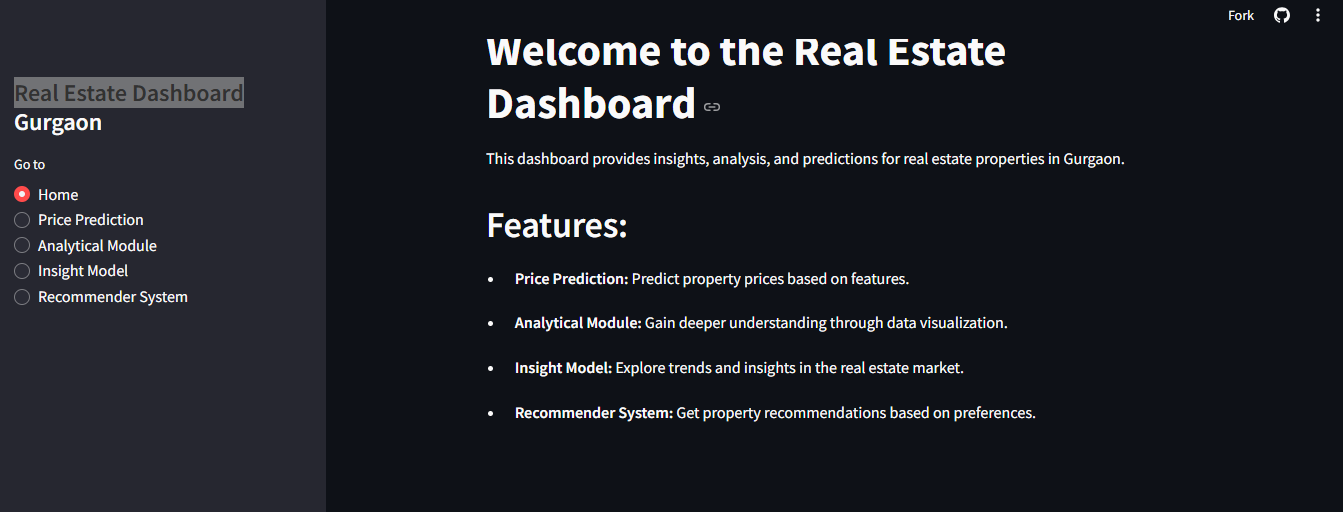 Fork
Real Estate Dashboard
Gurgaon
Go to
Home
Price Prediction
Analytical Module
Insight Model
Recommender System
Welcome to the Real Estate
Dashboard
This dashboard provides insights, analysis, and predictions for real estate properties in Gurgaon.
Features:
• Price Prediction: Predict property prices based on features.
• Analytical Module: Gain deeper understanding through data visualization.
• Insight Model: Explore trends and insights in the real estate market.
• Recommender System: Get property recommendations based on preferences.